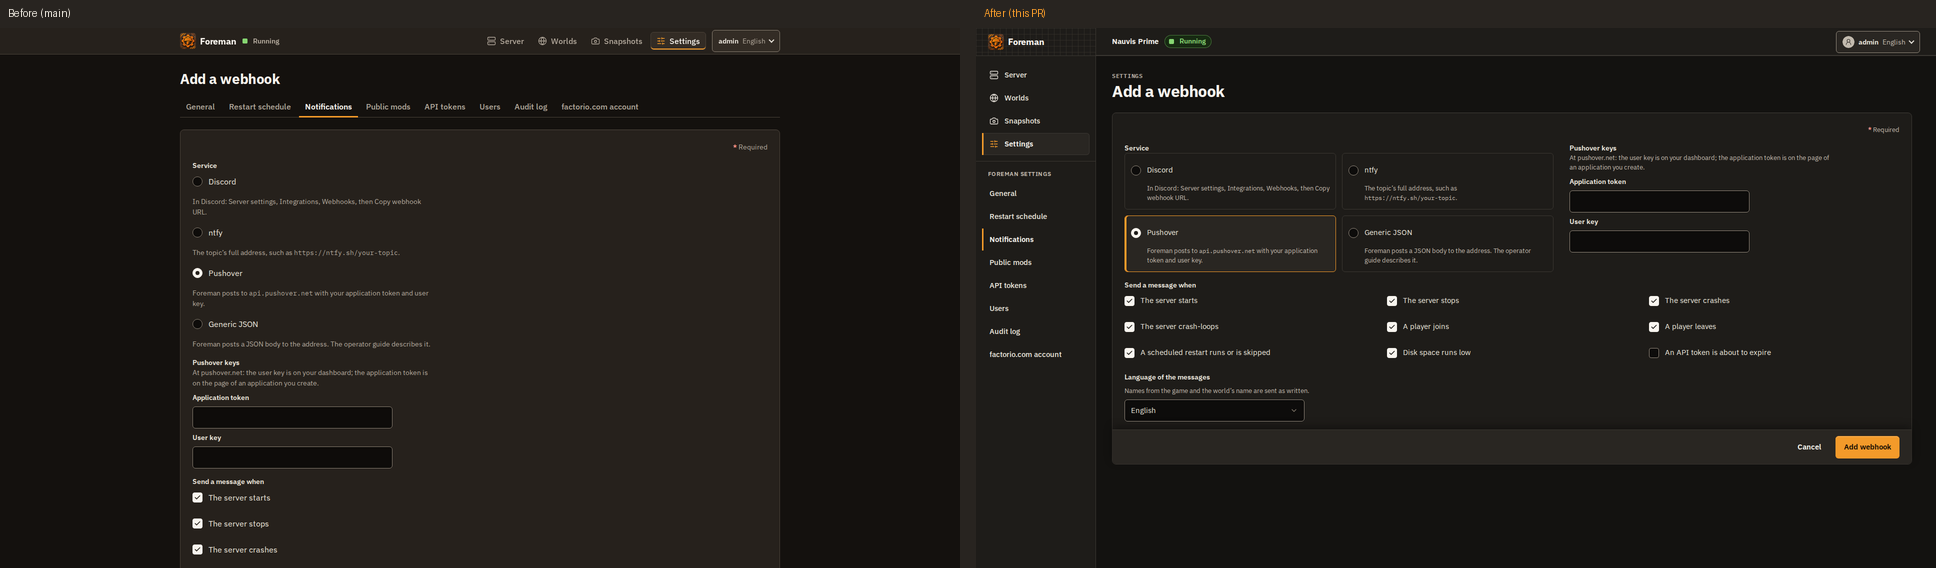 Before (main)
Foreman
Running
Server
Worlds
Snapshots
Settings
admin English
Add a webhook
General
Restart schedule
Notifications
Public mods
API tokens
Users
Audit log
factorio.com account
* Required
Service
Discord
In Discord: Server settings, Integrations, Webhooks, then Copy webhook
URL.
ntfy
The topic's full address, such as https://ntfy.sh/your-topic.
Pushover
Foreman posts to api.pushover.net with your application token and user
key.
Generic JSON
Foreman posts a JSON body to the address. The operator guide describes it.
Pushover keys
At pushover.net: the user key is on your dashboard; the application token is
on the page of an application you create.
Application token
User key
Send a message when
The server starts
The server stops
The server crashes
After (this PR)
Foreman
Nauvis Prime
Running
admin English
Server
Worlds
Snapshots
Settings
FOREMAN SETTINGS
General
Restart schedule
Notifications
Public mods
API tokens
Users
Audit log
factorio.com account
SETTINGS
Add a webhook
* Required
Service
Discord
In Discord: Server settings, Integrations, Webhooks, then Copy
webhook URL.
ntfy
The topic's full address, such as
https://ntfy.sh/your-topic.
Pushover
Foreman posts to api.pushover.net with your application
token and user key.
Generic JSON
Foreman posts a JSON body to the address. The operator
guide describes it.
Pushover keys
At pushover.net: the user key is on your dashboard; the application token is on the page of
an application you create.
Application token
User key
Send a message when
The server starts
The server stops
The server crashes
The server crash-loops
A player joins
A player leaves
A scheduled restart runs or is skipped
Disk space runs low
An API token is about to expire
Language of the messages
Names from the game and the world's name are sent as written.
English
Cancel
Add webhook